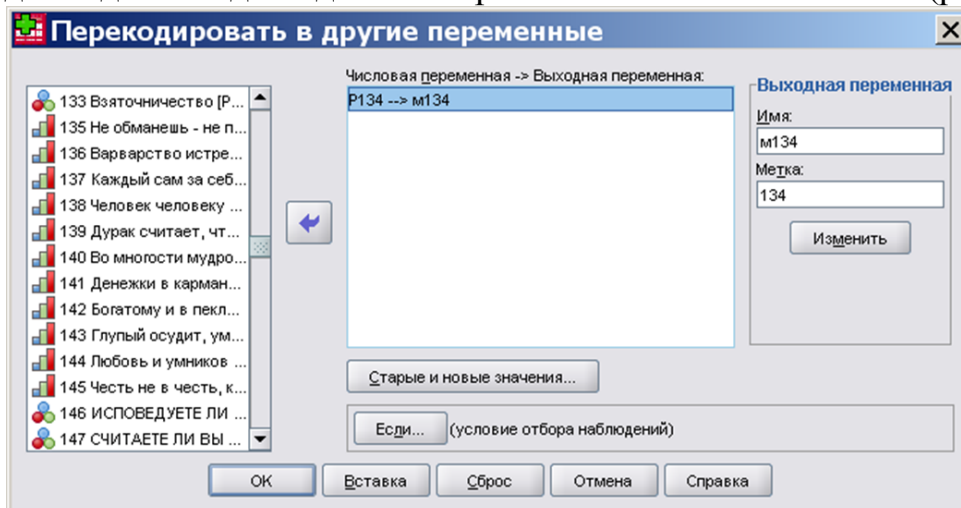 Перекодировать в другие переменные
Числовая переменная -> Выходная переменная:
133 Взяточничество [P...
135 Не обманешь - не п...
136 Варварство истре...
137 Каждый сам за себ...
138 Человек человеку ...
139 Дурак считает, чт...
140 Во многости мудро...
141 Денежки в карман...
142 Богатому и в пекл...
143 Глупый осудит, ум...
144 Любовь и умников ...
145 Честь не в честь, к...
146 ИСПОВЕДУЕТЕ ЛИ ...
147 СЧИТАЕТЕ ЛИ ВЫ ...
P134 --> м134
Выходная переменная
Имя:
м134
Метка:
134
Изменить
Старые и новые значения...
Если... (условие отбора наблюдений)
OK Вставка Сброс Отмена Справка